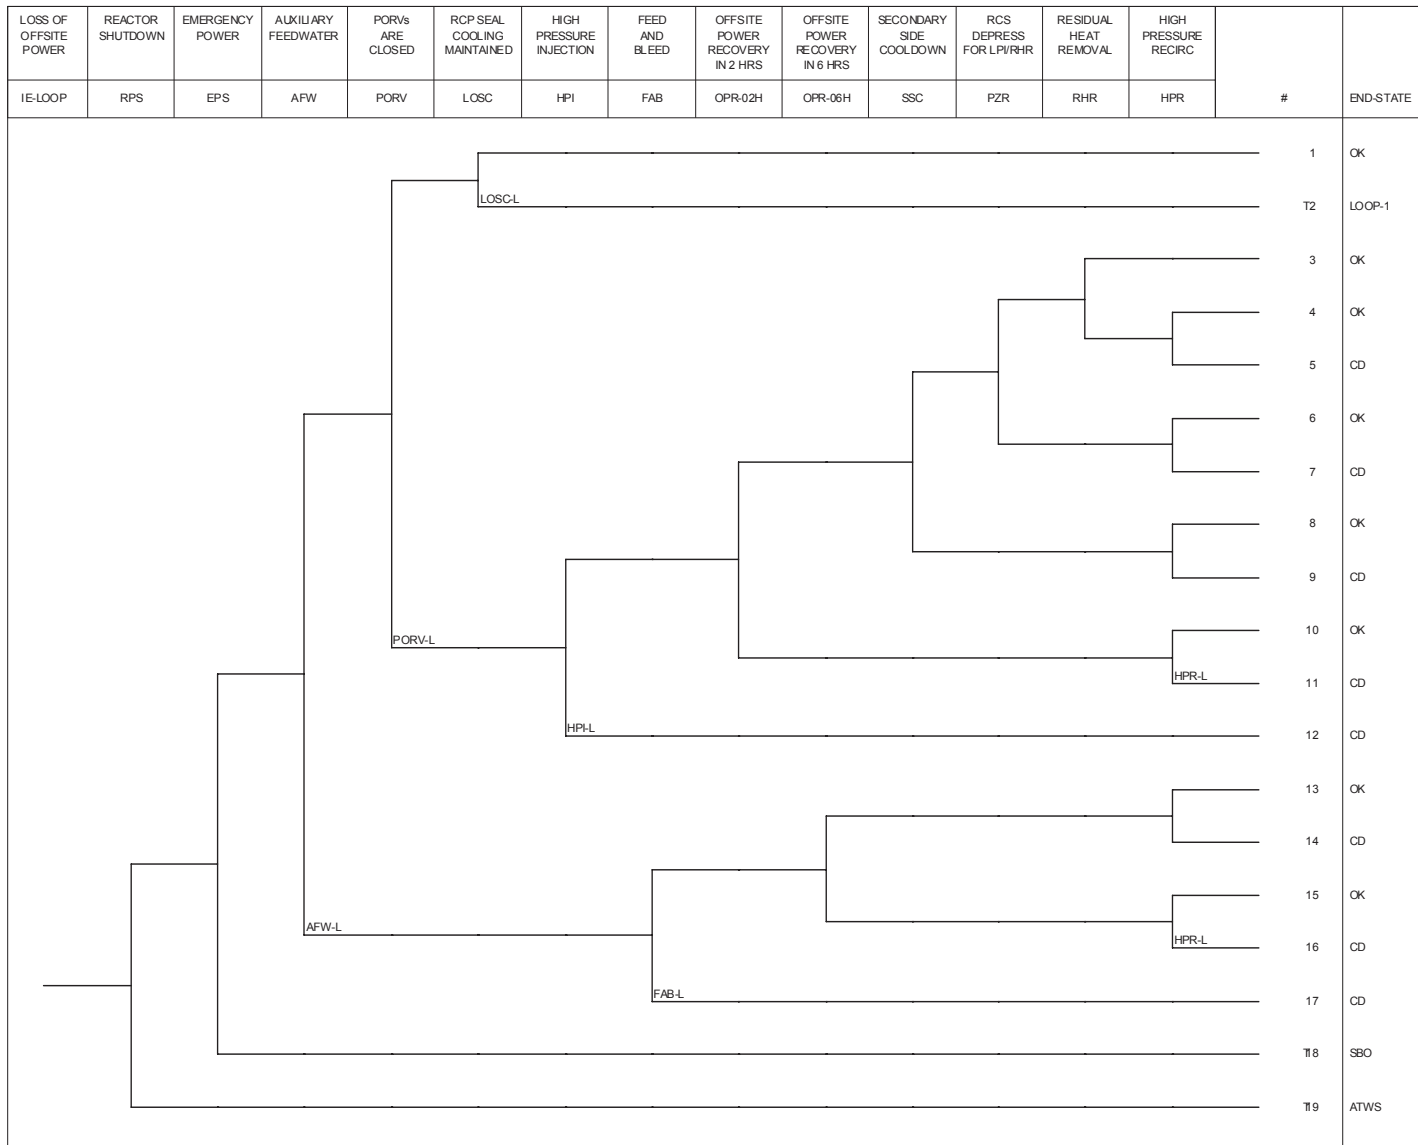 LOSS OF OFFSITE POWER
REACTOR SHUTDOWN
EMERGENCY POWER
AUXILIARY FEEDWATER
PORVs ARE CLOSED
RCP SEAL COOLING MAINTAINED
HIGH PRESSURE INJECTION
FEED AND BLEED
OFFSITE POWER RECOVERY IN 2 HRS
OFFSITE POWER RECOVERY IN 6 HRS
SECONDARY SIDE COOLDOWN
RCS DEPRESS FOR LPI/RHR
RESIDUAL HEAT REMOVAL
HIGH PRESSURE RECIRC
IE-LOOP RPS EPS AFW PORV LOSC HPI FAB OPR-02H OPR-06H SSC PZR RHR HPR # END-STATE
1 OK
LOSC-L
T2 LOOP-1
3 OK
4 OK
5 CD
6 OK
7 CD
8 OK
9 CD
10 OK
PORV-L
HPR-L
11 CD
HPI-L
12 CD
13 OK
14 CD
15 OK
AFW-L
HPR-L
16 CD
FAB-L
17 CD
T18 SBO
T19 ATWS